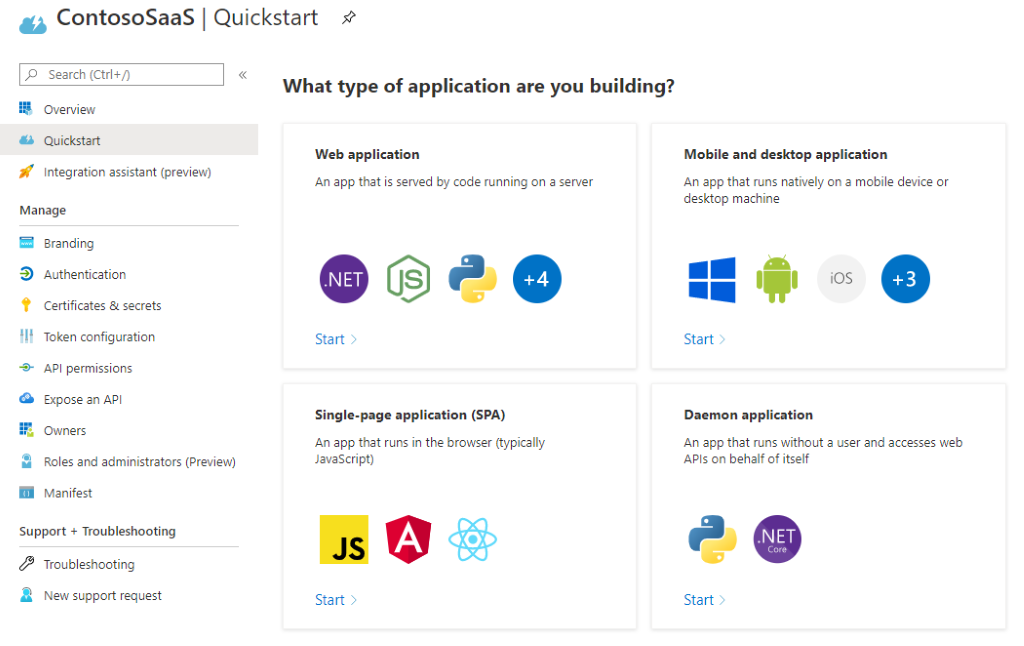 ContosoSaaS | Quickstart
Search (Ctrl+/)
«
Overview
Quickstart
Integration assistant (preview)
Manage
Branding
Authentication
Certificates & secrets
Token configuration
API permissions
Expose an API
Owners
Roles and administrators (Preview)
Manifest
Support + Troubleshooting
Troubleshooting
New support request
What type of application are you building?
Web application
An app that is served by code running on a server
.NET
JS
+4
Start
Mobile and desktop application
An app that runs natively on a mobile device or
desktop machine
iOS
+3
Start
Single-page application (SPA)
An app that runs in the browser (typically
JavaScript)
JS
A
Start
Daemon application
An app that runs without a user and accesses web
APIs on behalf of itself
.NET
Core
Start